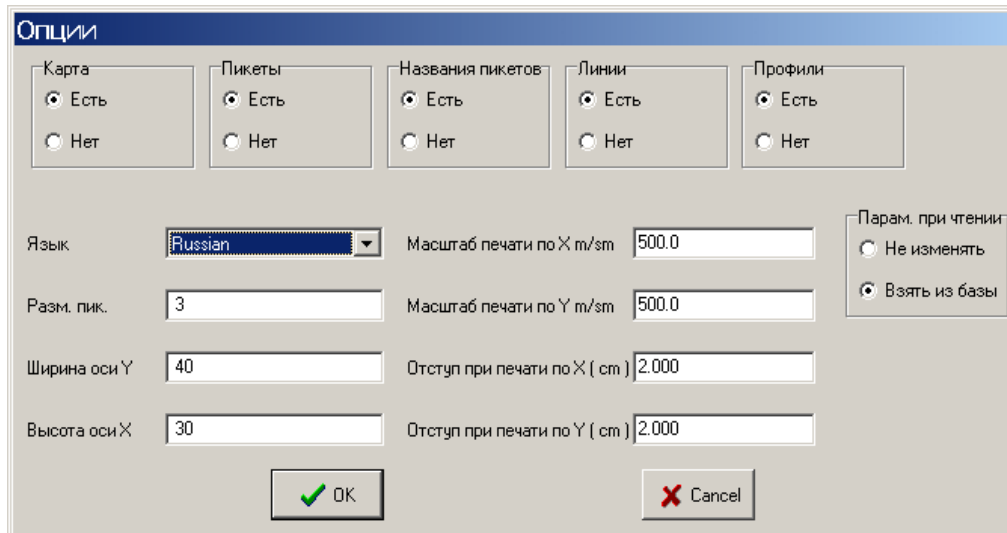 Опции
Карта Пикеты Названия пикетов Линии Профили
Есть Есть Есть Есть Есть
Нет Нет Нет Нет Нет
Парам. при чтении
Язык Russian Масштаб печати по X m/sm 500.0 Не изменять
Разм. пик. 3 Масштаб печати по Y m/sm 500.0 Взять из базы
Ширина оси Y 40 Отступ при печати по X ( cm ) 2.000
Высота оси X 30 Отступ при печати по Y ( cm ) 2.000
OK Cancel